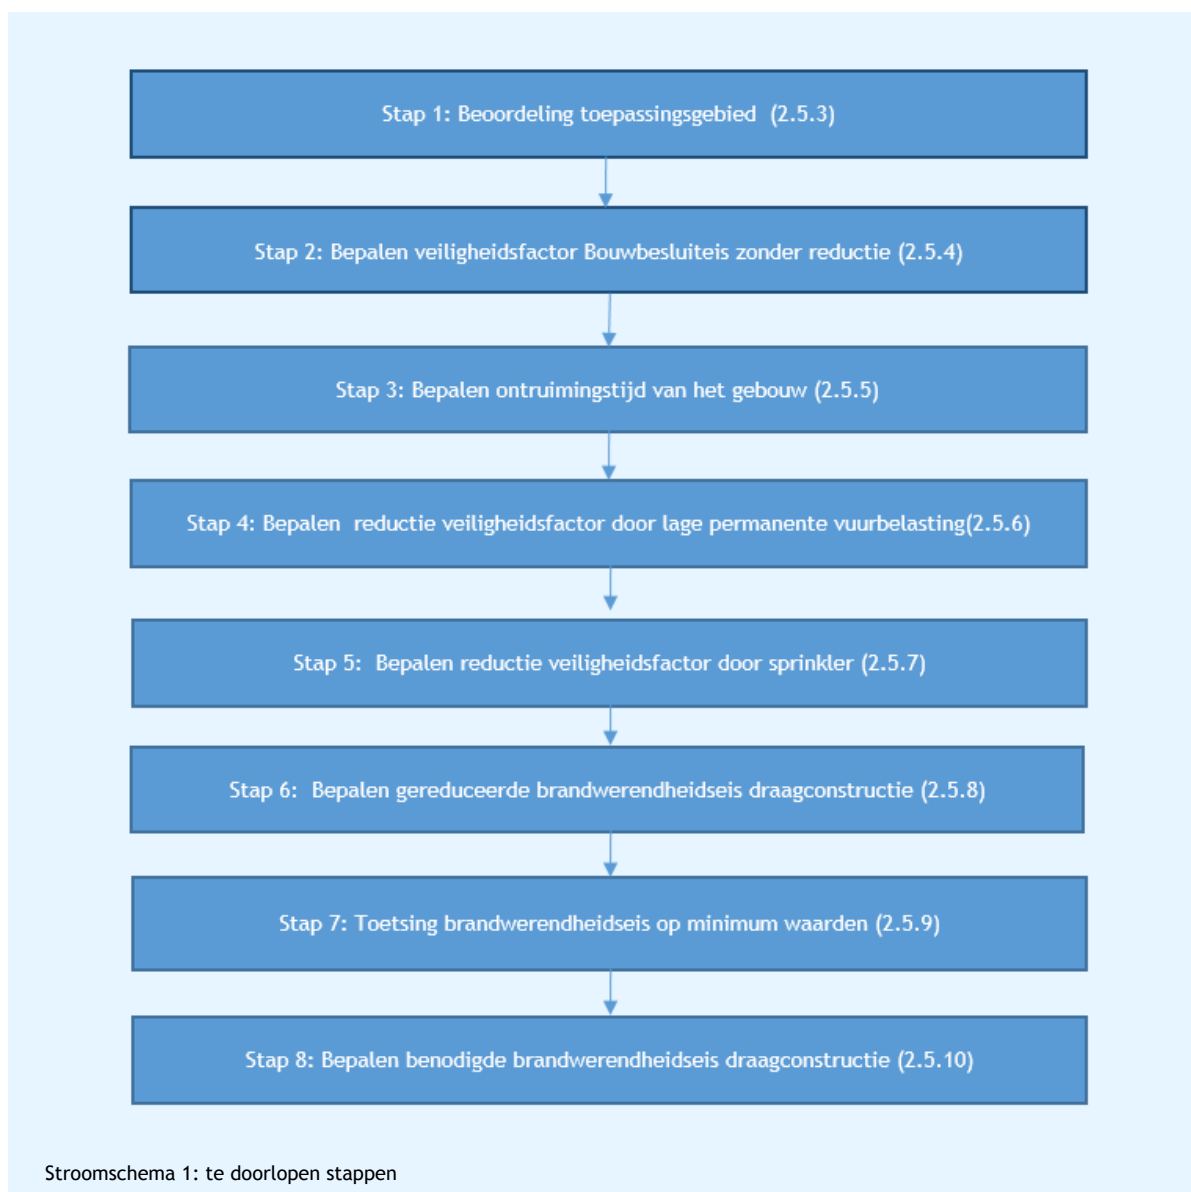 Stap 1: Beoordeling toepassingsgebied (2.5.3)
Stap 2: Bepalen veiligheidsfactor Bouwbesluiteis zonder reductie (2.5.4)
Stap 3: Bepalen ontruimingstijd van het gebouw (2.5.5)
Stap 4: Bepalen reductie veiligheidsfactor door lage permanente vuurbelasting(2.5.6)
Stap 5: Bepalen reductie veiligheidsfactor door sprinkler (2.5.7)
Stap 6: Bepalen gereduceerde brandwerendheidseis draagconstructie (2.5.8)
Stap 7: Toetsing brandwerendheidseis op minimum waarden (2.5.9)
Stap 8: Bepalen benodigde brandwerendheidseis draagconstructie (2.5.10)
Stroomschema 1: te doorlopen stappen